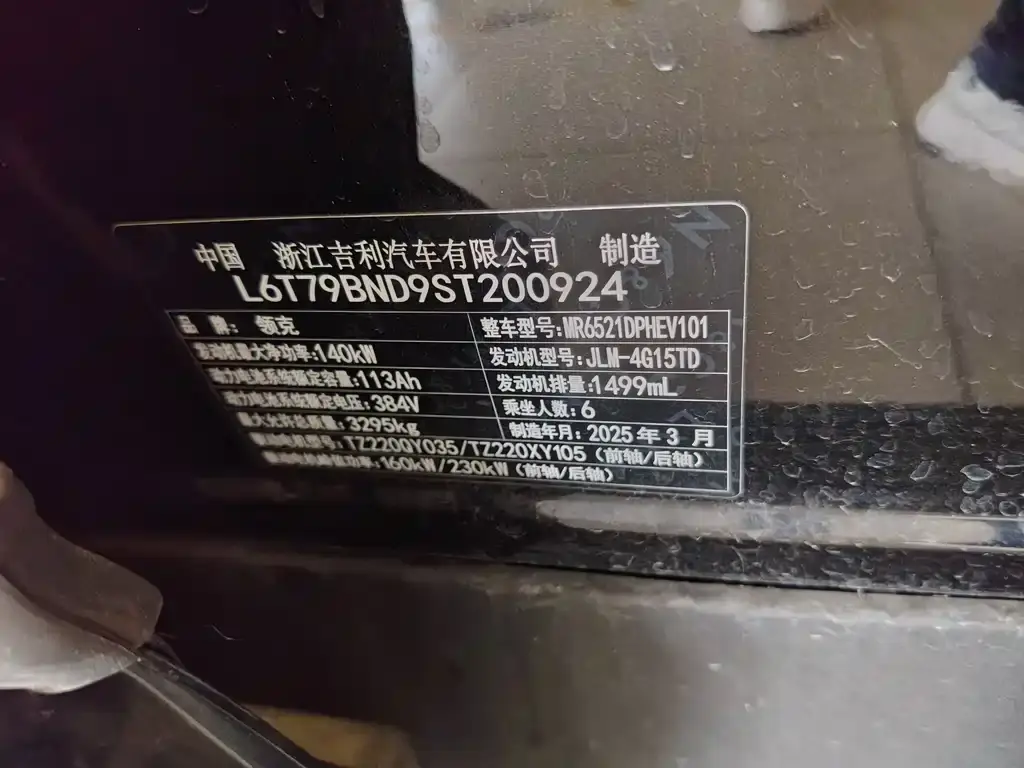 中国 浙江吉利汽车有限公司 制造
L6T79BND9ST200924
品 牌: 领克 整车型号:MR6521DPHEV101
发动机最大净功率:140kW 发动机型号:JLM-4G15TD
动力电池系统额定容量:113Ah 发动机排量:1499mL
动力电池系统额定电压:384V 乘坐人数:6
最大允许总质量:3295kg 制造年月:2025年3月
驱动电机型号:TZ220QY035/TZ220XY105(前轴/后轴)
驱动电机峰值功率:160kW/230kW(前轴/后轴)